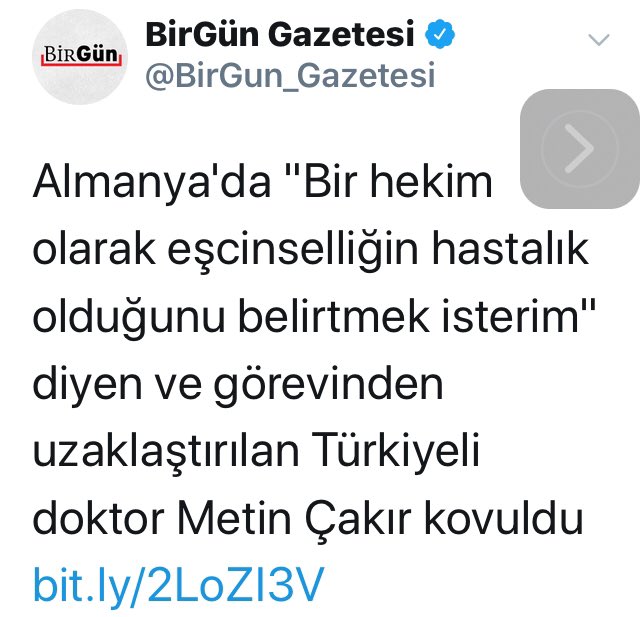 BirGün
BirGün Gazetesi
@BirGun_Gazetesi
Almanya'da "Bir hekim
olarak eşcinselliğin hastalık
olduğunu belirtmek isterim"
diyen ve görevinden
uzaklaştırılan Türkiyeli
doktor Metin Çakır kovuldu
bit.ly/2LoZI3V